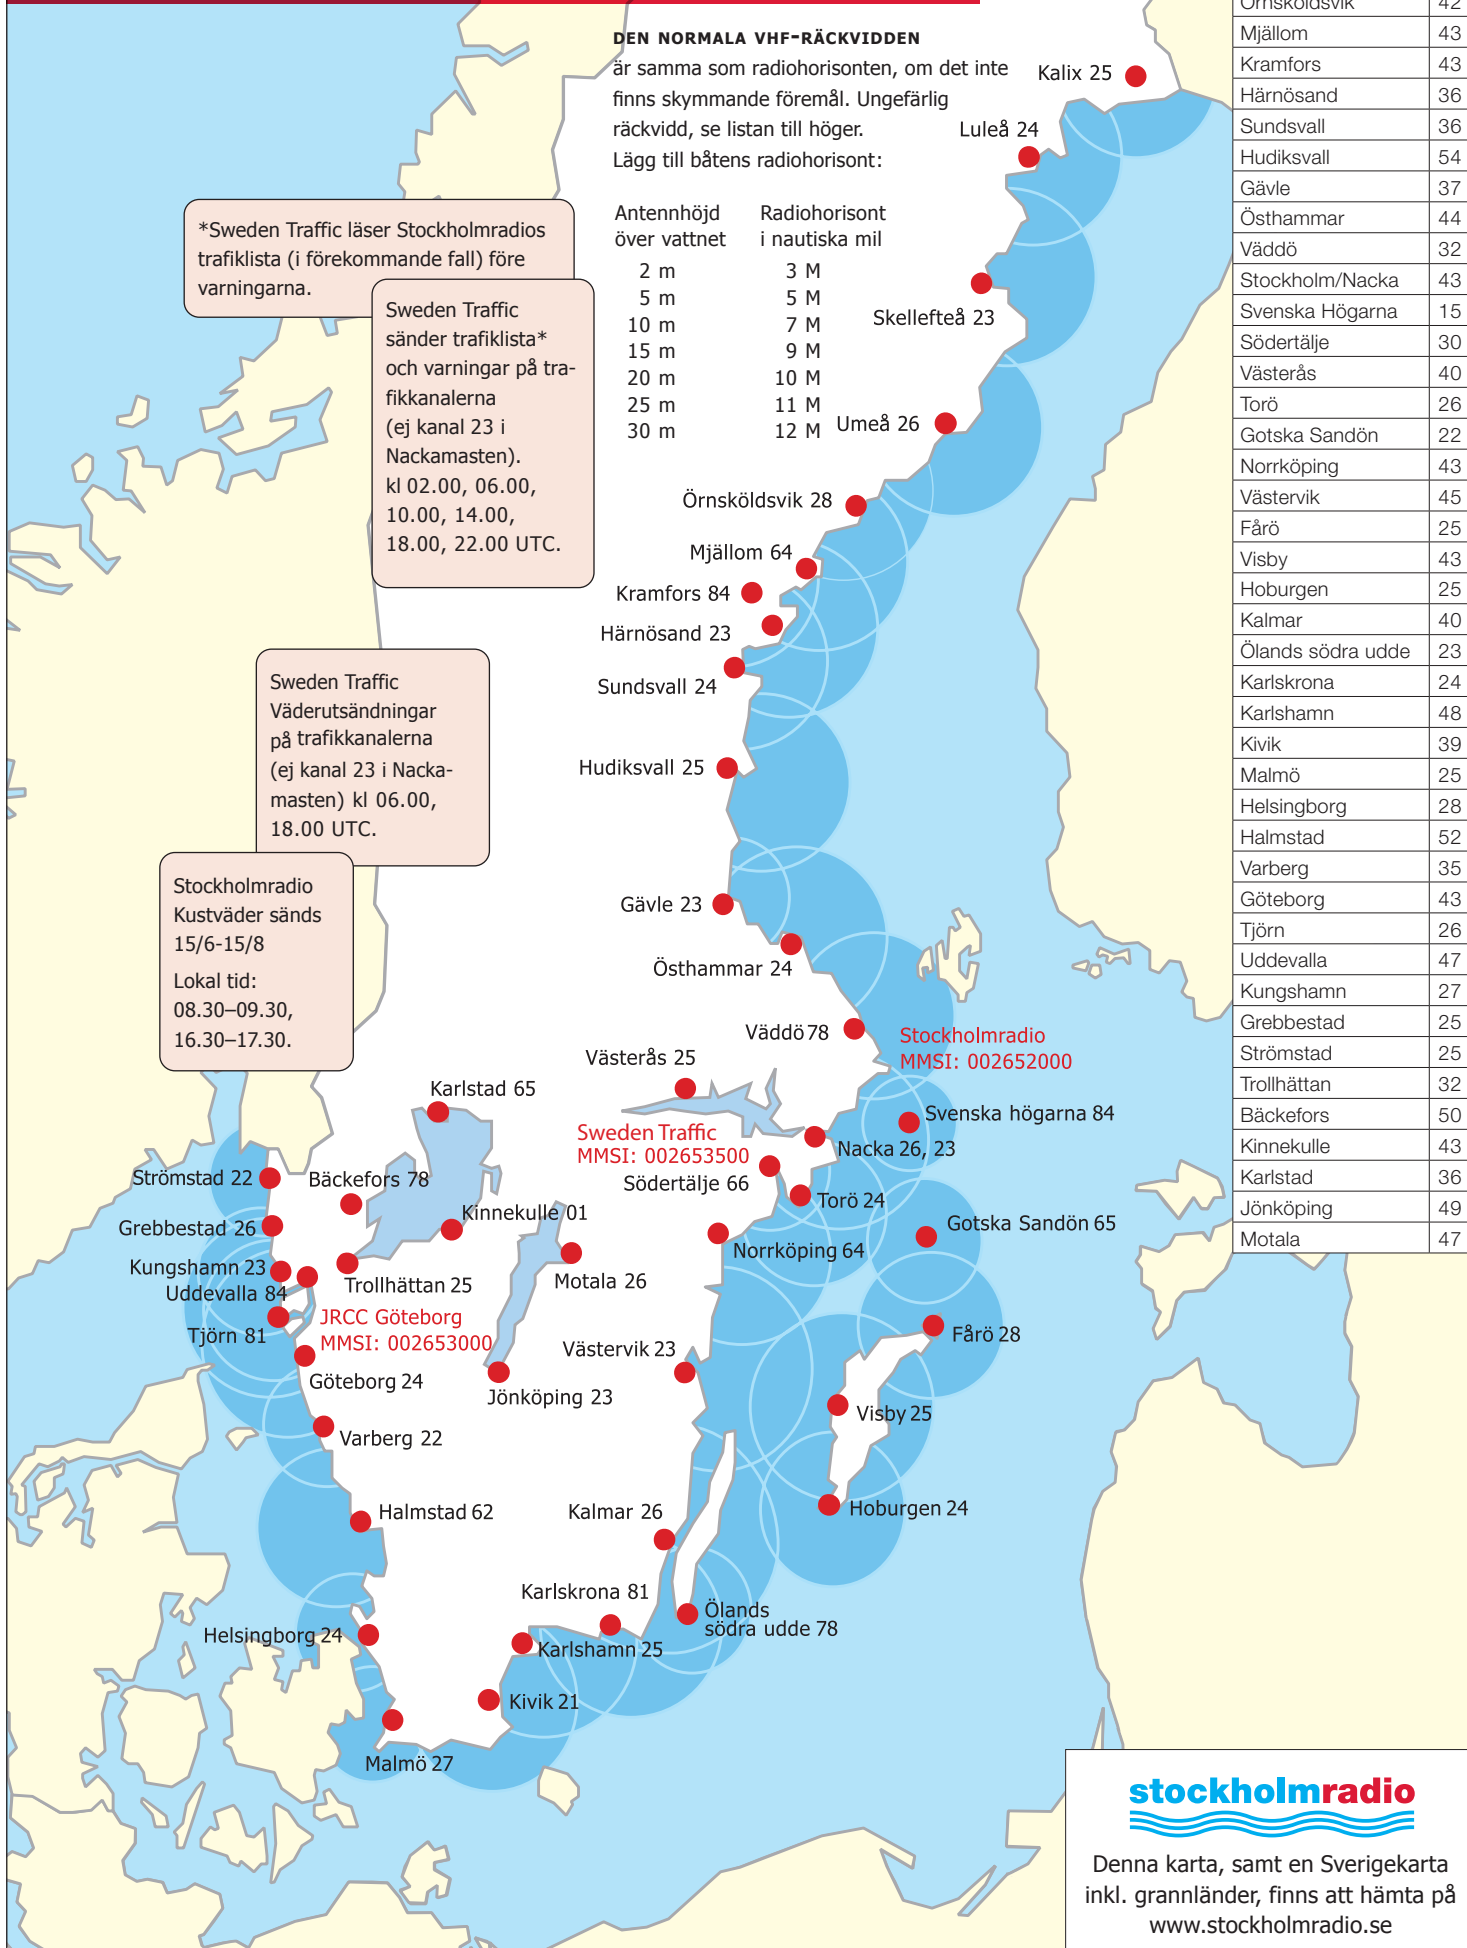 DEN NORMALA VHF-RÄCKVIDDEN
är samma som radiohorisonten, om det inte
finns skymmande föremål. Ungefärlig
räckvidd, se listan till höger.
Lägg till båtens radiohorisont:
Antennhöjd Radiohorisont
över vattnet i nautiska mil
2 m 3 M
5 m 5 M
10 m 7 M
15 m 9 M
20 m 10 M
25 m 11 M
30 m 12 M
*Sweden Traffic läser Stockholmradios
trafiklista (i förekommande fall) före
varningarna.
Sweden Traffic
sänder trafiklista*
och varningar på tra-
fikkanalerna
(ej kanal 23 i
Nackamasten).
kl 02.00, 06.00,
10.00, 14.00,
18.00, 22.00 UTC.
Sweden Traffic
Väderutsändningar
på trafikkanalerna
(ej kanal 23 i Nacka-
masten) kl 06.00,
18.00 UTC.
Stockholmradio
Kustväder sänds
15/6-15/8
Lokal tid:
08.30–09.30,
16.30–17.30.
Kalix 25
Luleå 24
Skellefteå 23
Umeå 26
Örnsköldsvik 28
Mjällom 64
Kramfors 84
Härnösand 23
Sundsvall 24
Hudiksvall 25
Gävle 23
Östhammar 24
Väddö 78
Stockholmradio
MMSI: 002652000
Västerås 25
Karlstad 65
Svenska högarna 84
Sweden Traffic
MMSI: 002653500
Nacka 26, 23
Södertälje 66
Torö 24
Strömstad 22
Bäckefors 78
Kinnekulle 01
Grebbestad 26
Gotska Sandön 65
Norrköping 64
Kungshamn 23
Uddevalla 84
Trollhättan 25
Motala 26
Tjörn 81
JRCC Göteborg
MMSI: 002653000
Fårö 28
Västervik 23
Göteborg 24
Jönköping 23
Visby 25
Varberg 22
Halmstad 62
Kalmar 26
Hoburgen 24
Karlskrona 81
Ölands
södra udde 78
Helsingborg 24
Karlshamn 25
Kivik 21
Malmö 27
Örnsköldsvik 42
Mjällom 43
Kramfors 43
Härnösand 36
Sundsvall 36
Hudiksvall 54
Gävle 37
Östhammar 44
Väddö 32
Stockholm/Nacka 43
Svenska Högarna 15
Södertälje 30
Västerås 40
Torö 26
Gotska Sandön 22
Norrköping 43
Västervik 45
Fårö 25
Visby 43
Hoburgen 25
Kalmar 40
Ölands södra udde 23
Karlskrona 24
Karlshamn 48
Kivik 39
Malmö 25
Helsingborg 28
Halmstad 52
Varberg 35
Göteborg 43
Tjörn 26
Uddevalla 47
Kungshamn 27
Grebbestad 25
Strömstad 25
Trollhättan 32
Bäckefors 50
Kinnekulle 43
Karlstad 36
Jönköping 49
Motala 47
stockholmradio
Denna karta, samt en Sverigekarta
inkl. grannländer, finns att hämta på
www.stockholmradio.se